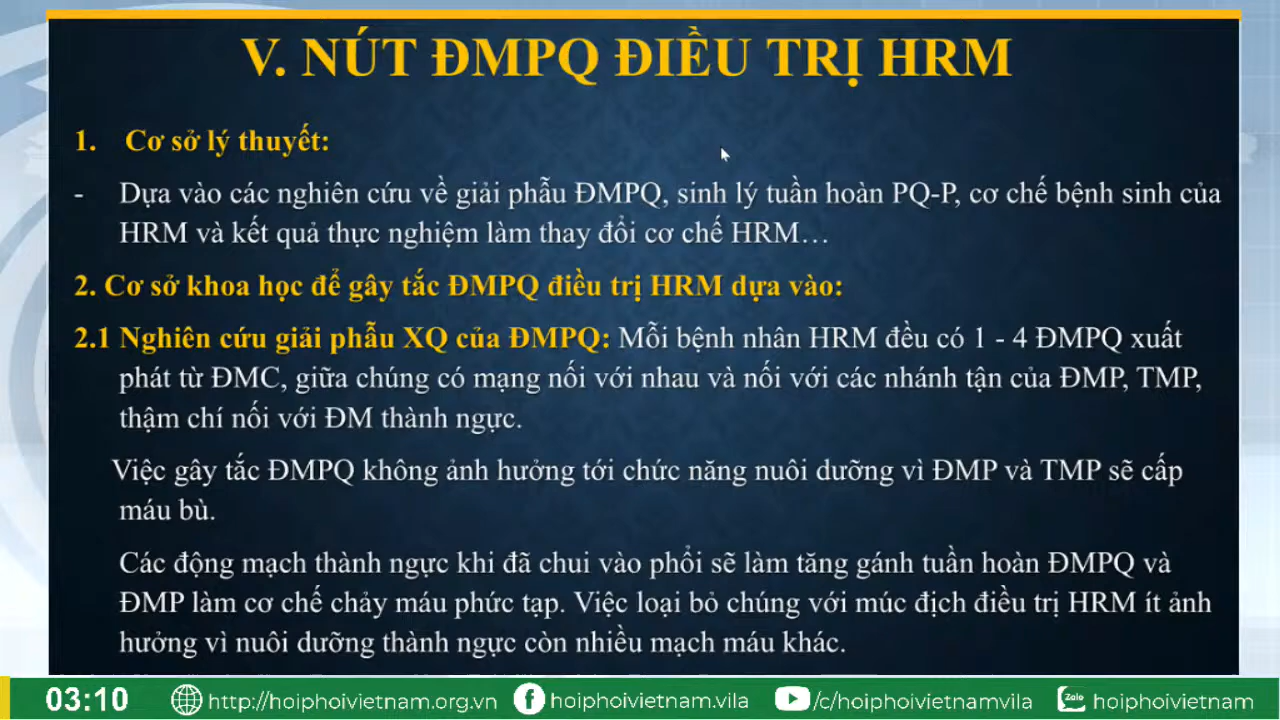 V. NÚT ĐMPQ ĐIỀU TRỊ HRM
1. Cơ sở lý thuyết:
- Dựa vào các nghiên cứu về giải phẫu ĐMPQ, sinh lý tuần hoàn PQ-P, cơ chế bệnh sinh của
HRM và kết quả thực nghiệm làm thay đổi cơ chế HRM…
2. Cơ sở khoa học để gây tắc ĐMPQ điều trị HRM dựa vào:
2.1 Nghiên cứu giải phẫu XQ của ĐMPQ: Mỗi bệnh nhân HRM đều có 1 - 4 ĐMPQ xuất
phát từ ĐMC, giữa chúng có mạng nối với nhau và nối với các nhánh tận của ĐMP, TMP,
thậm chí nối với ĐM thành ngực.
Việc gây tắc ĐMPQ không ảnh hưởng tới chức năng nuôi dưỡng vì ĐMP và TMP sẽ cấp
máu bù.
Các động mạch thành ngực khi đã chui vào phổi sẽ làm tăng gánh tuần hoàn ĐMPQ và
ĐMP làm cơ chế chảy máu phức tạp. Việc loại bỏ chúng với múc địch điều trị HRM ít ảnh
hưởng vì nuôi dưỡng thành ngực còn nhiều mạch máu khác.
03:10 http://hoiphoivietnam.org.vn hoiphoivietnam.vila /c/hoiphoivietnamvila Zalo hoiphoivietnam